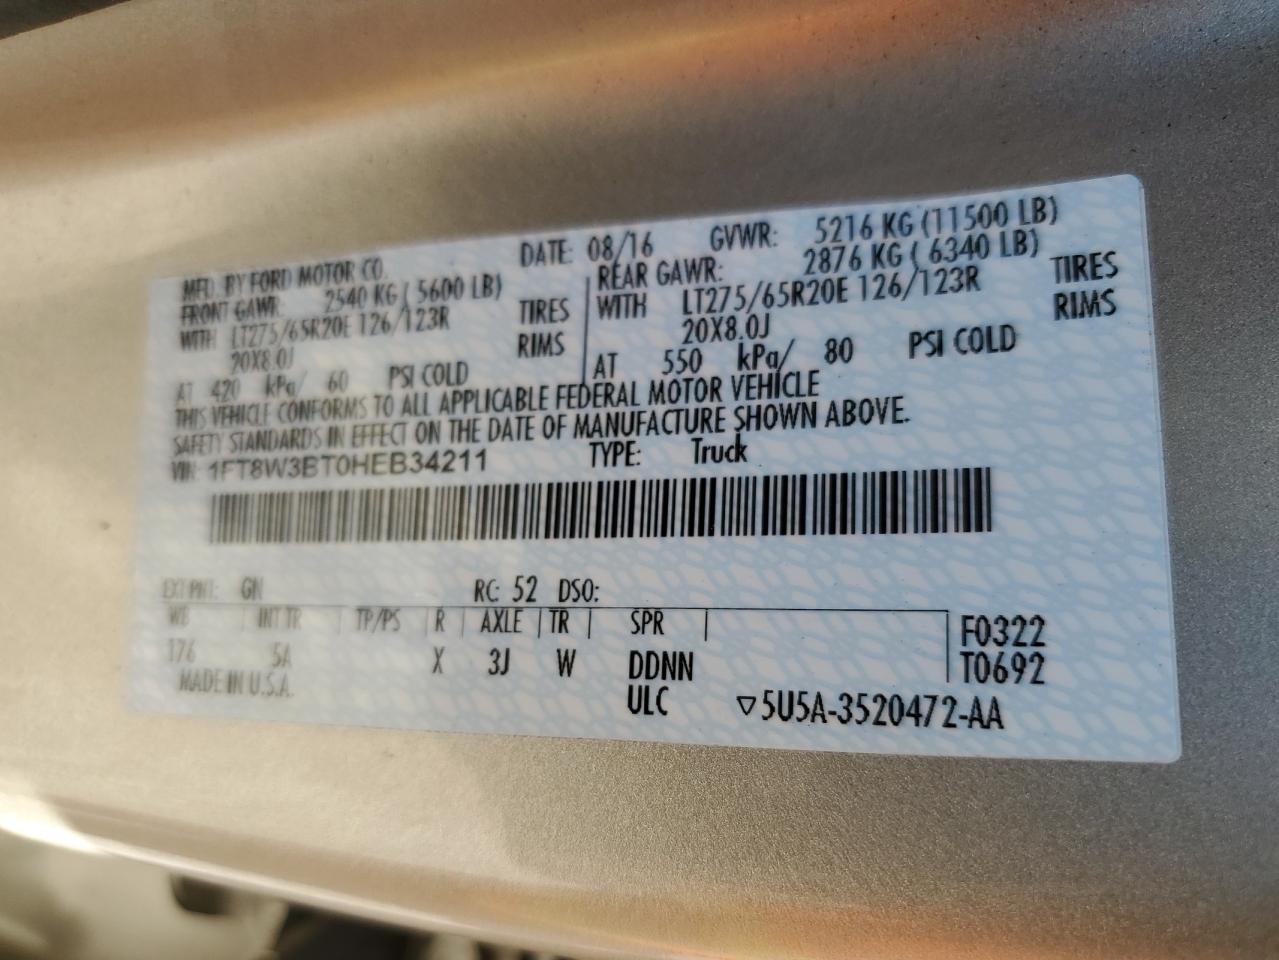 MFD. BY FORD MOTOR CO.
DATE: 08/16 GVWR: 5216 KG (11500 LB)
FRONT GAWR: 2540 KG ( 5600 LB)
WITH LT275/65R20E 126/123R TIRES
20X8.0J RIMS
AT 420 kPa/ 60 PSI COLD
REAR GAWR: 2876 KG ( 6340 LB)
WITH LT275/65R20E 126/123R TIRES
20X8.0J RIMS
AT 550 kPa/ 80 PSI COLD
THIS VEHICLE CONFORMS TO ALL APPLICABLE FEDERAL MOTOR VEHICLE
SAFETY STANDARDS IN EFFECT ON THE DATE OF MANUFACTURE SHOWN ABOVE.
VIN: 1FT8W3BT0HEB34211 TYPE: Truck
EXT PNT: GN RC: 52 DSO:
WB INT TR TP/PS R AXLE TR SPR F0322
176 5A X 3J W DDNN T0692
MADE IN U.S.A. ULC ▽5U5A-3520472-AA